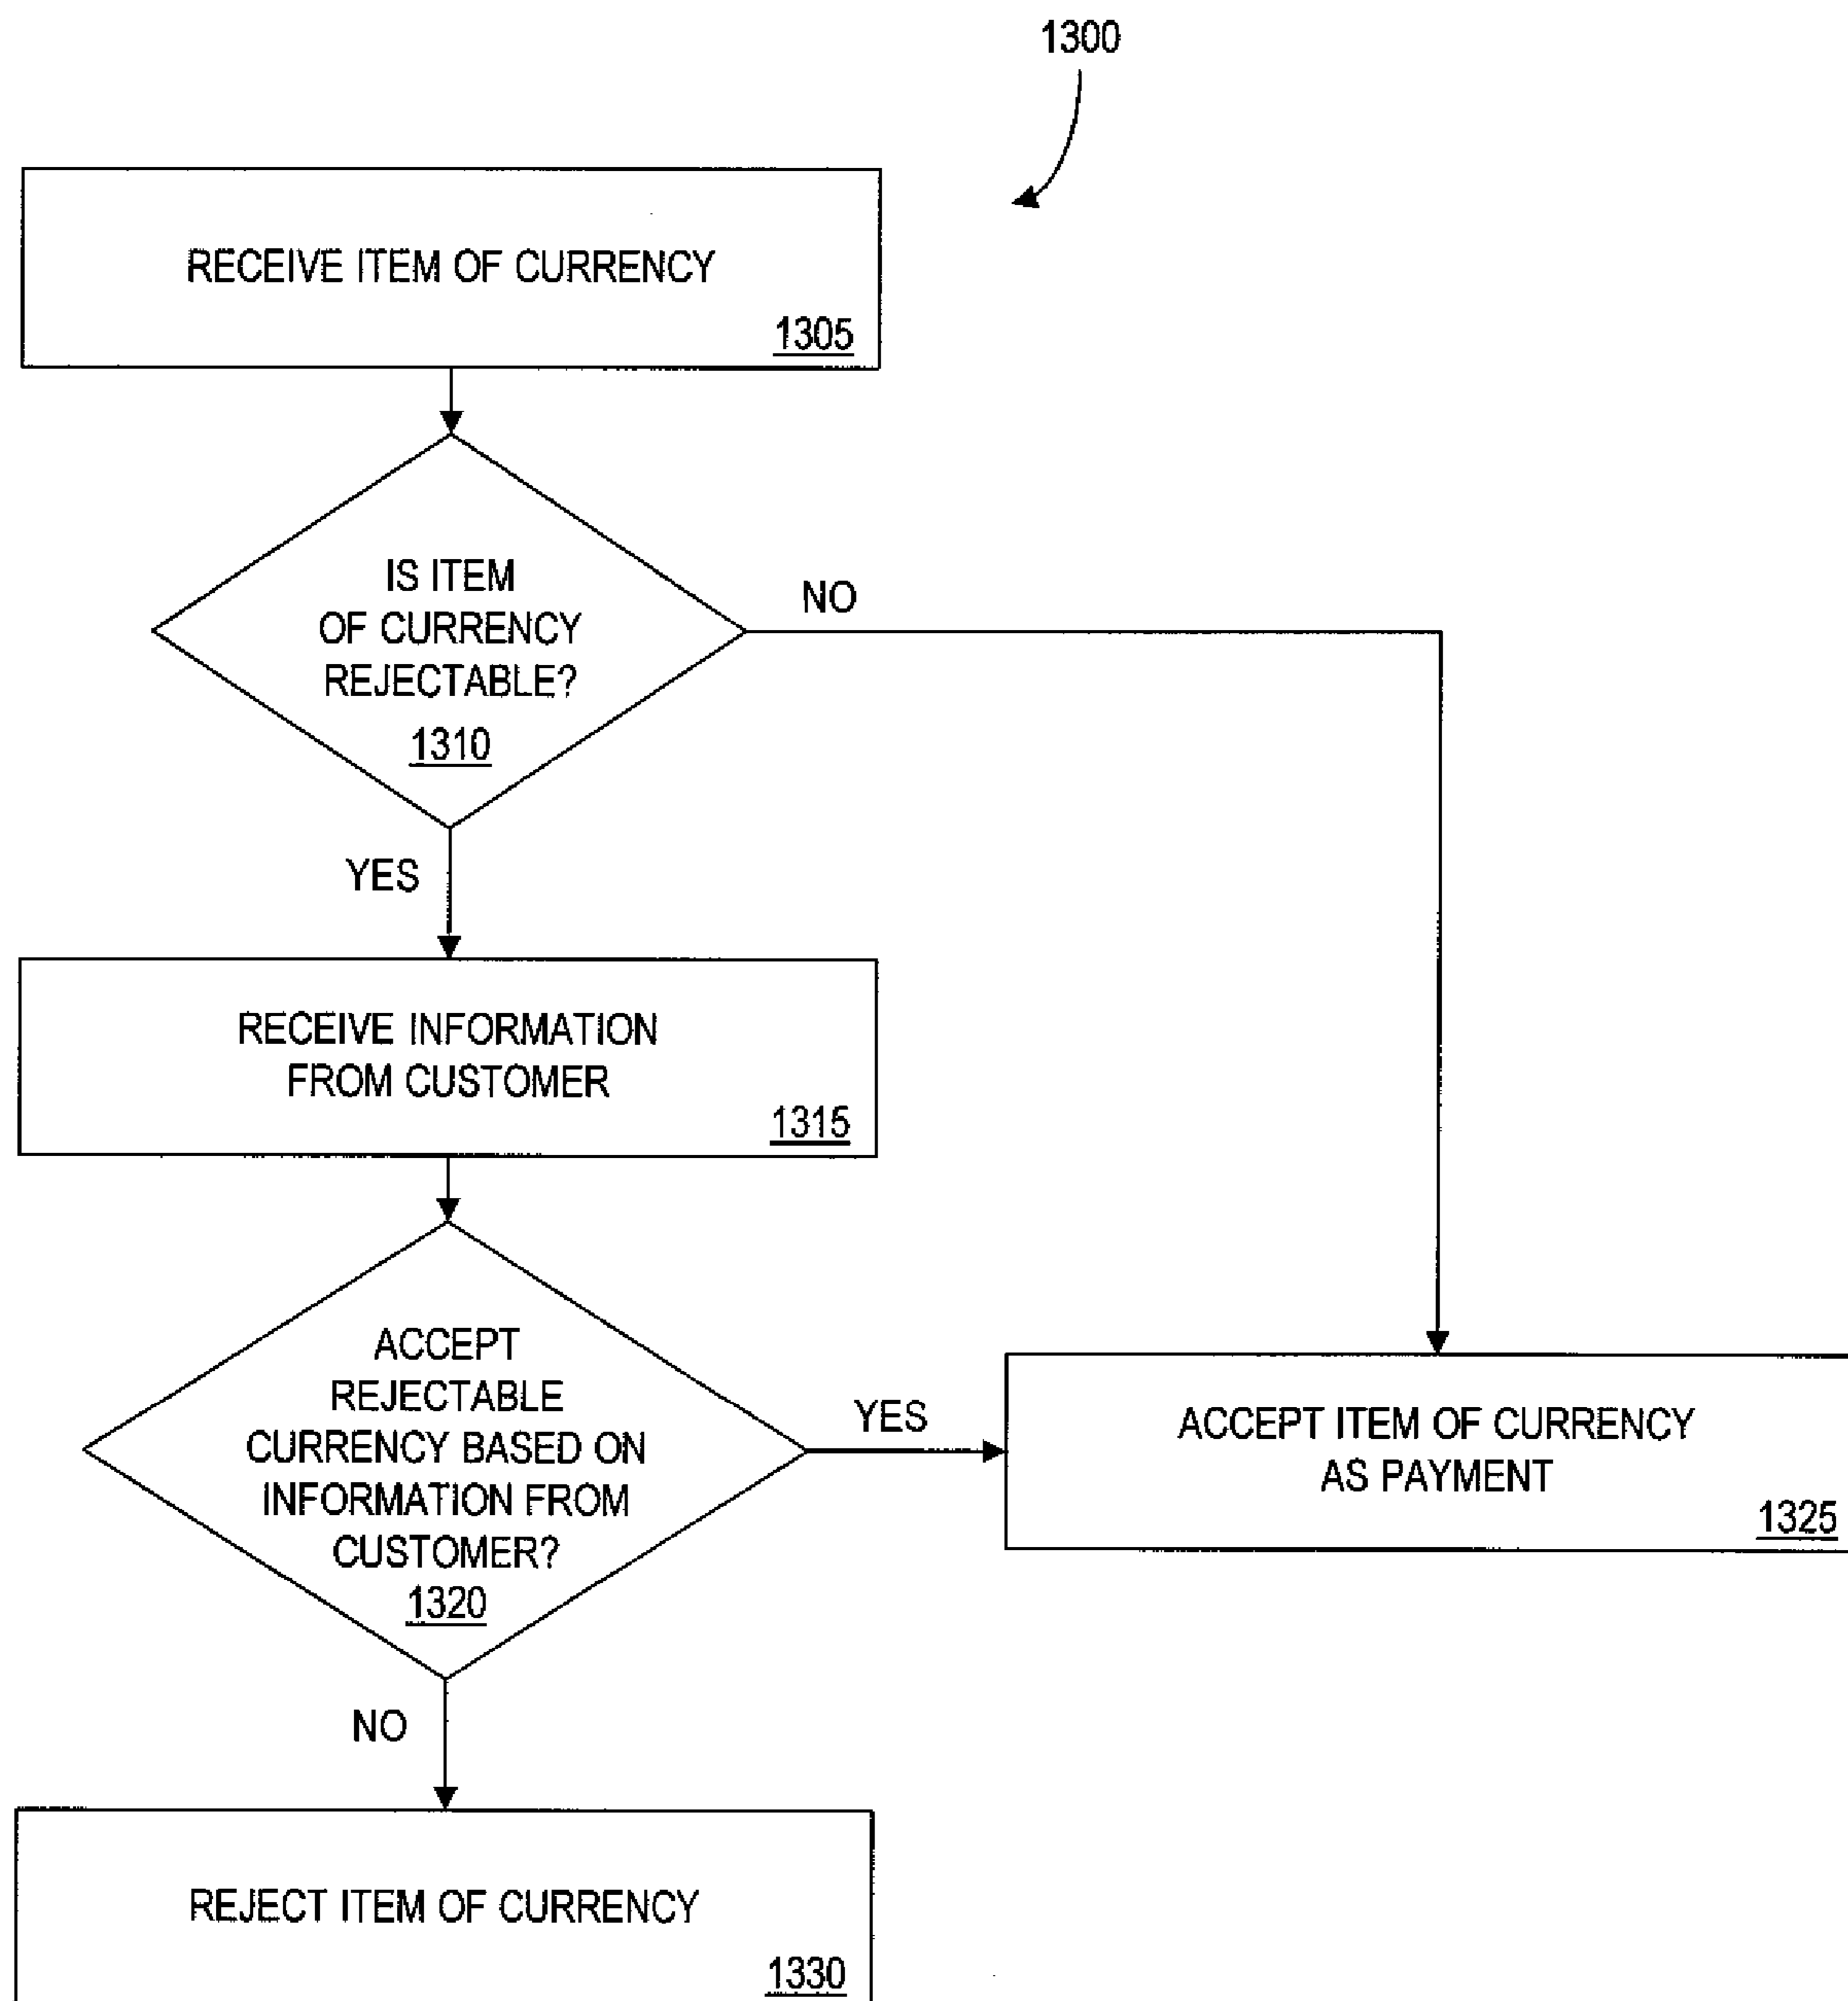 1300
RECEIVE ITEM OF CURRENCY
1305
IS ITEM
OF CURRENCY
REJECTABLE?
1310
NO
YES
RECEIVE INFORMATION
FROM CUSTOMER
1315
ACCEPT
REJECTABLE
CURRENCY BASED ON
INFORMATION FROM
CUSTOMER?
1320
YES
ACCEPT ITEM OF CURRENCY
AS PAYMENT
1325
NO
REJECT ITEM OF CURRENCY
1330